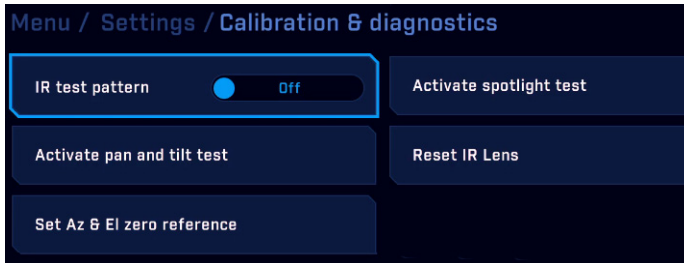 Menu / Settings / Calibration & diagnostics
IR test pattern
Off
Activate spotlight test
Activate pan and tilt test
Reset IR Lens
Set Az & El zero reference